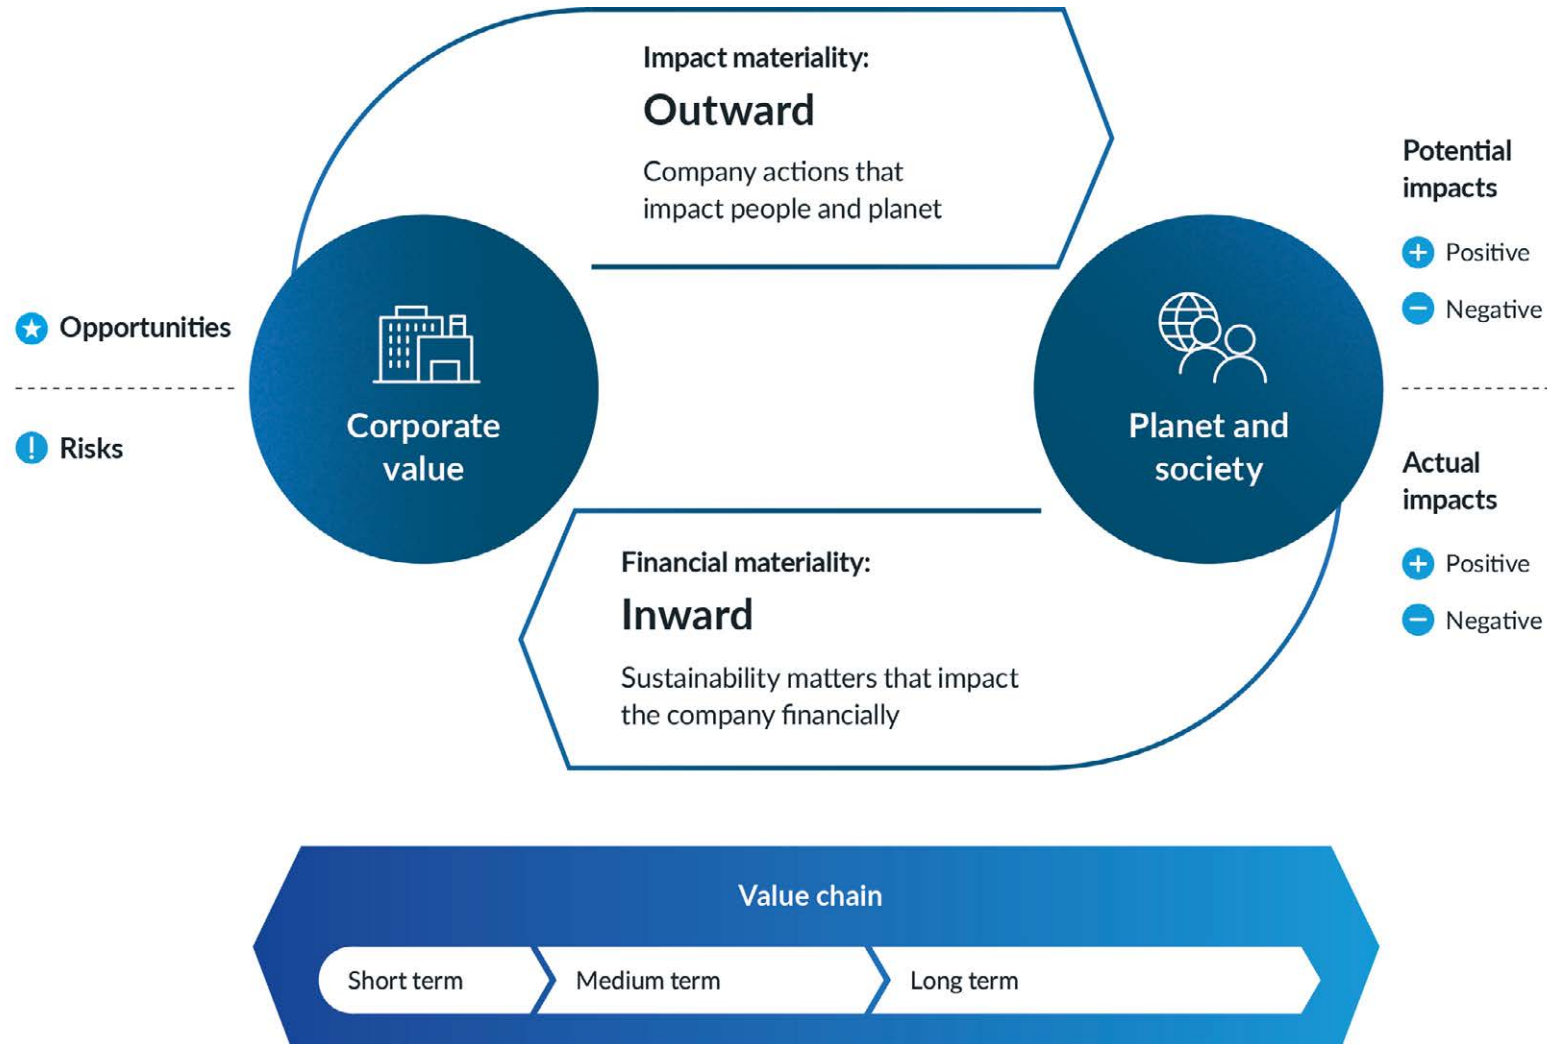 Impact materiality:
Outward
Company actions that
impact people and planet
Opportunities
Risks
Corporate
value
Planet and
society
Potential
impacts
Positive
Negative
Actual
impacts
Positive
Negative
Financial materiality:
Inward
Sustainability matters that impact
the company financially
Value chain
Short term
Medium term
Long term